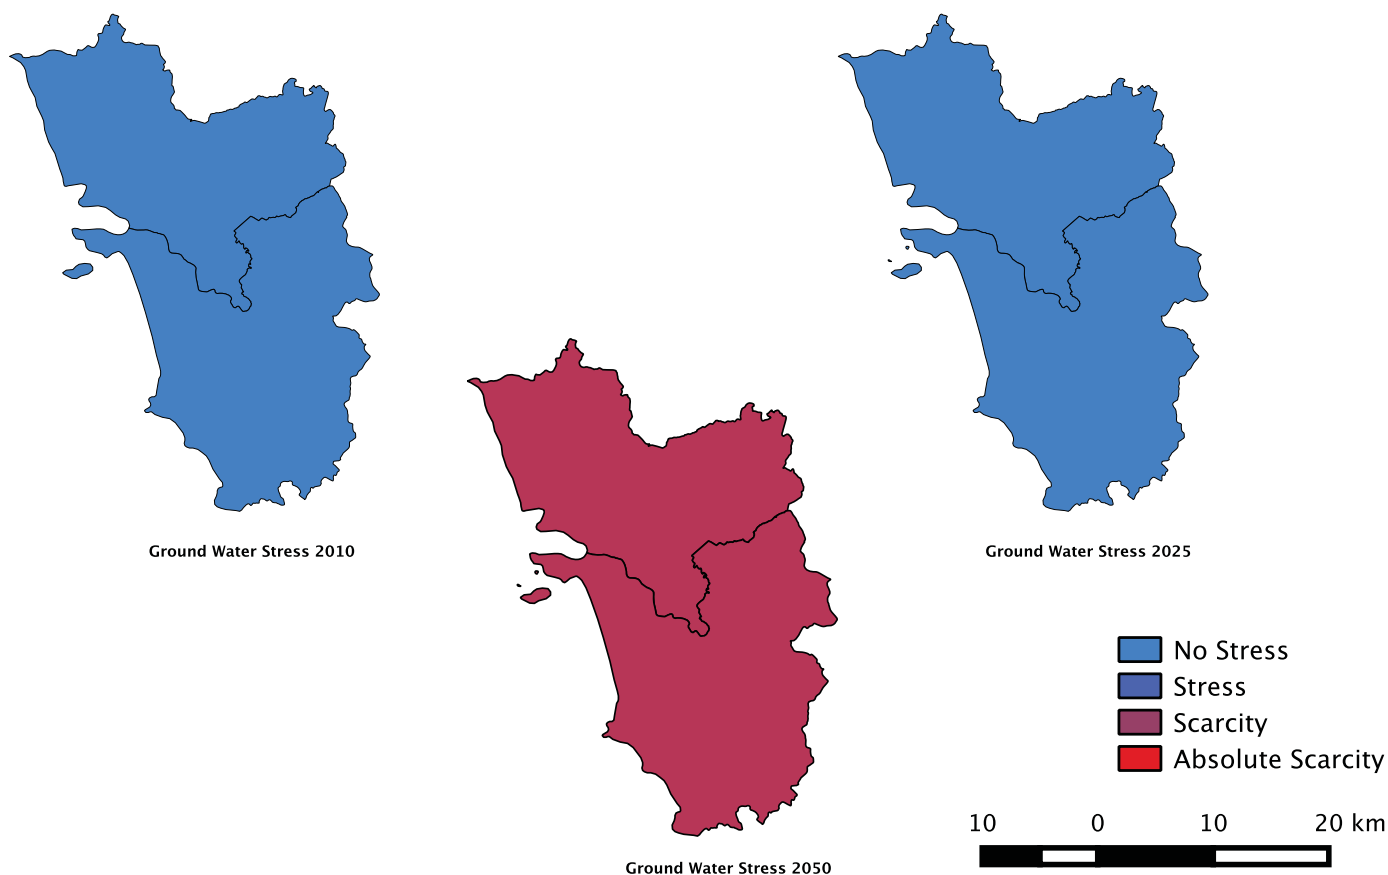 Ground Water Stress 2010
Ground Water Stress 2025
No Stress
Stress
Scarcity
Absolute Scarcity
10 0 10 20 km
Ground Water Stress 2050